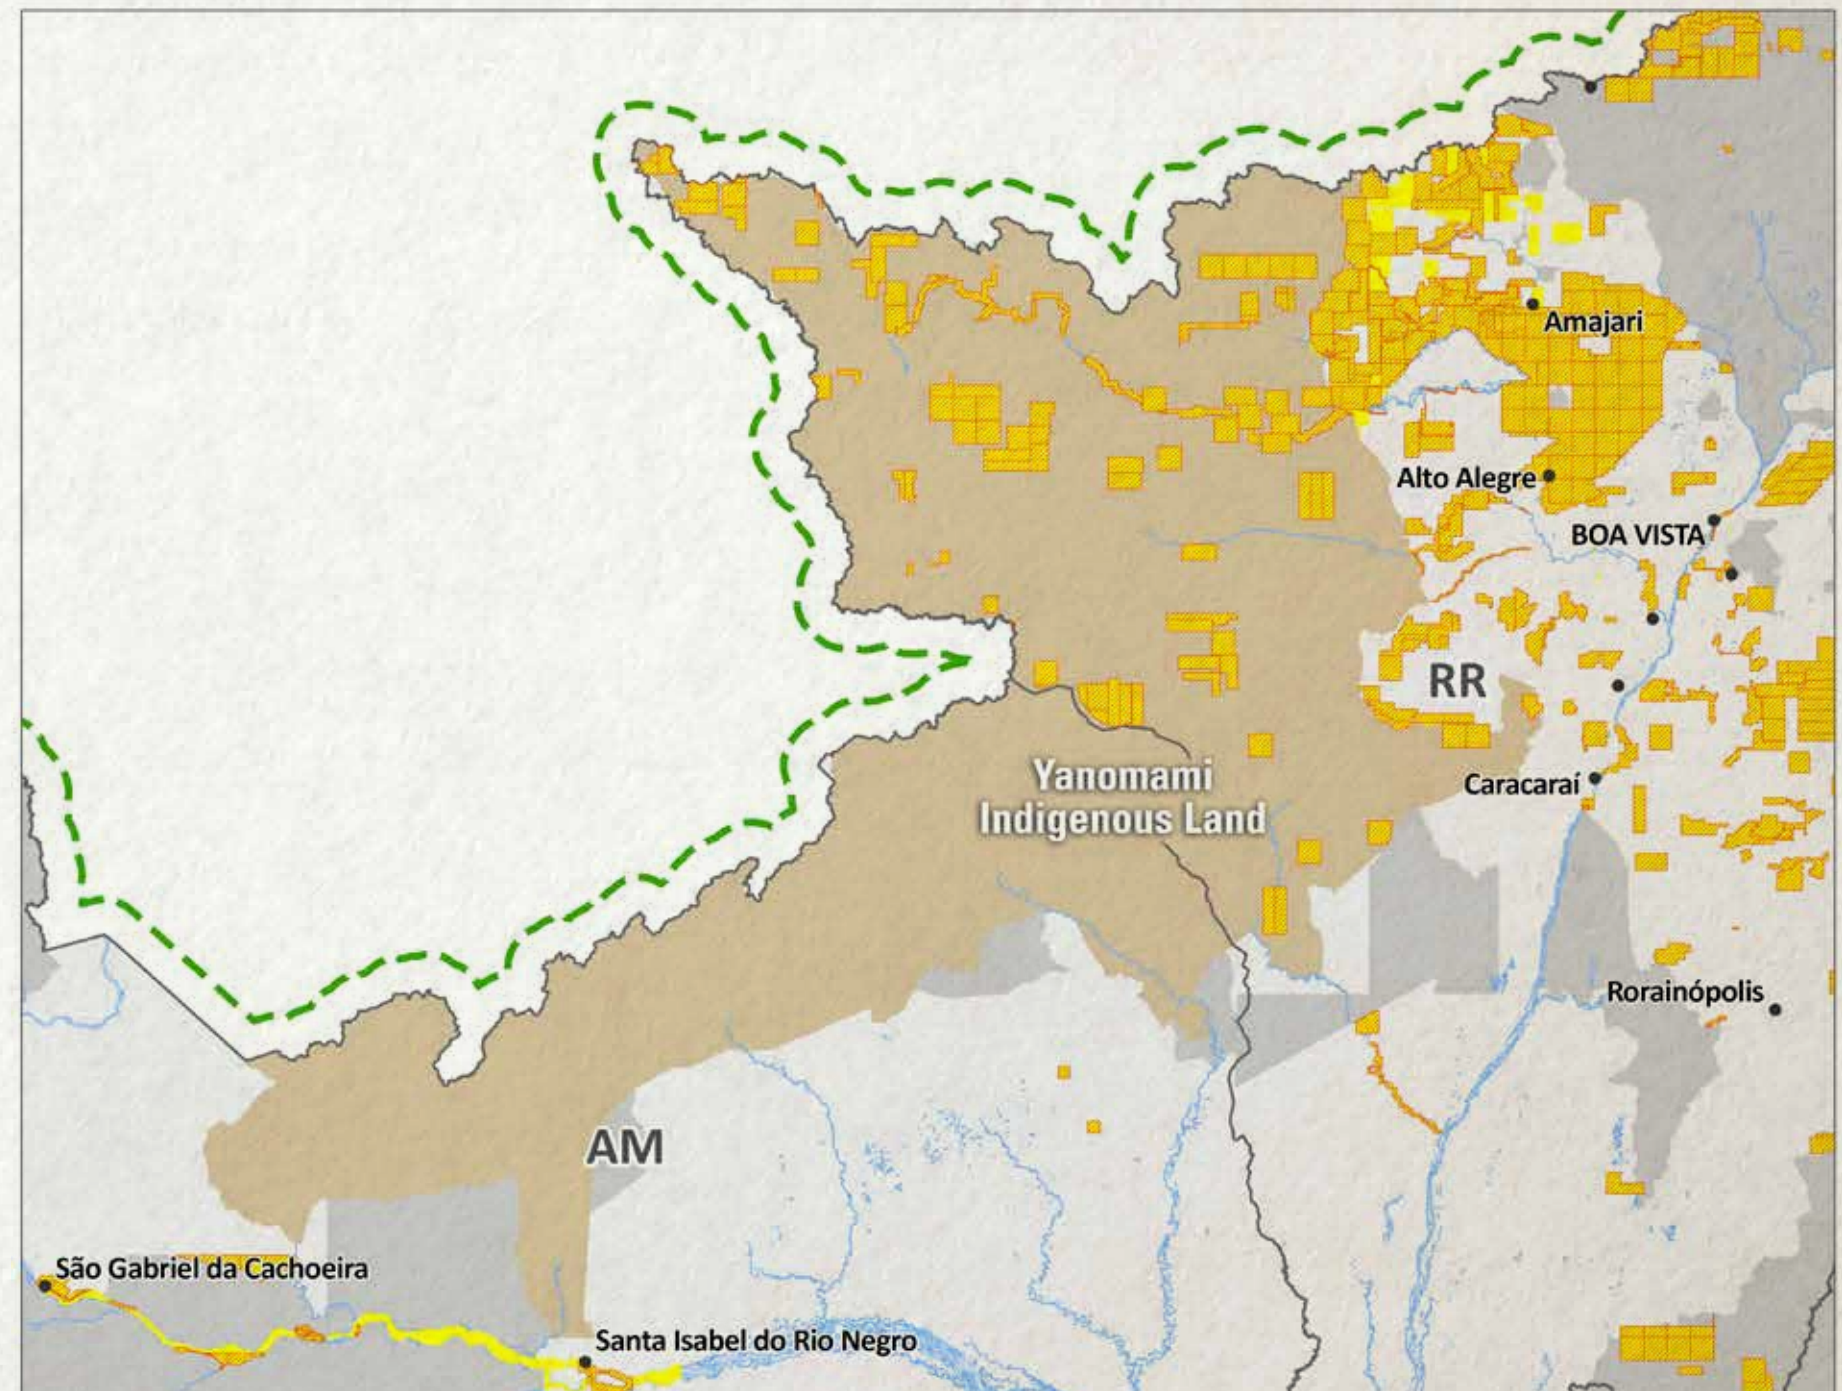 Amajari
Alto Alegre
BOA VISTA
RR
Yanomami
Indigenous Land
Caracaraí
Rorainópolis
AM
São Gabriel da Cachoeira
Santa Isabel do Rio Negro